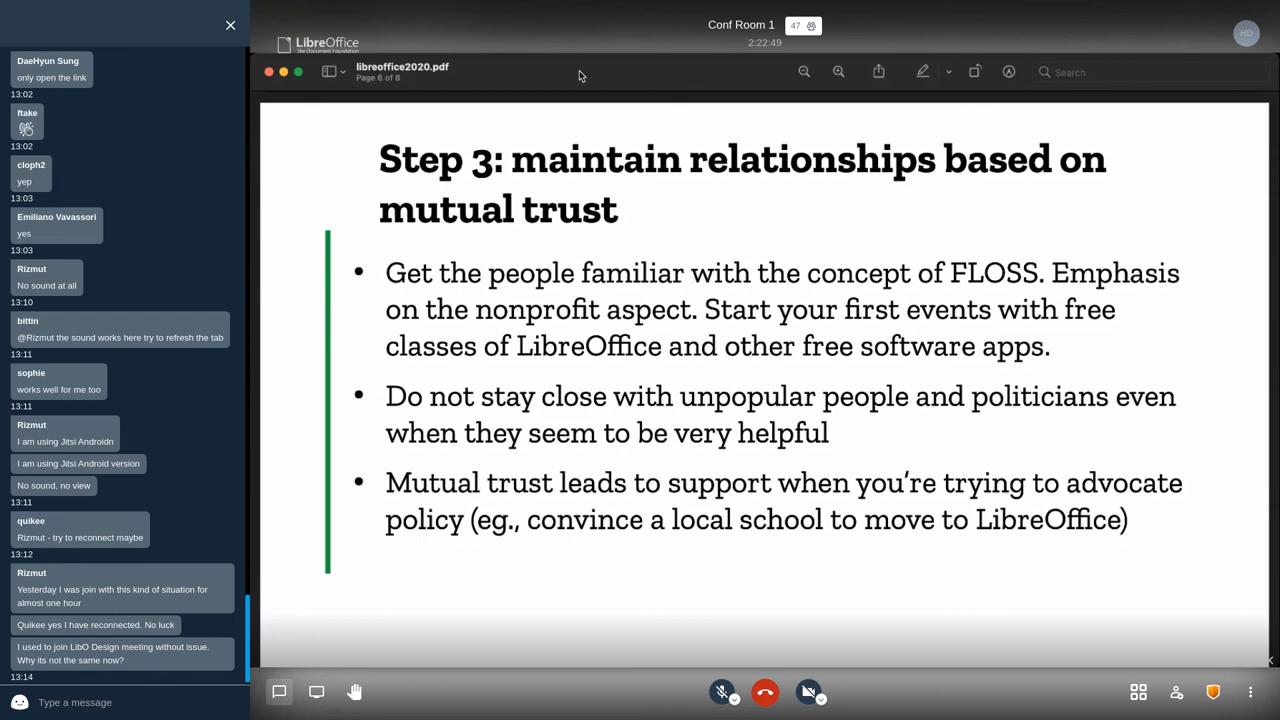 DaeHyun Sung
only open the link
13:02
ftake
13:02
cloph2
yep
13:03
Emiliano Vavassori
yes
13:03
Rizmut
No sound at all
13:10
bittin
@Rizmut the sound works here try to refresh the tab
13:11
sophie
works well for me too
13:11
Rizmut
I am using Jitsi Androidn
I am using Jitsi Android version
No sound, no view
13:11
quikee
Rizmut - try to reconnect maybe
13:12
Rizmut
Yesterday I was join with this kind of situation for
almost one hour
Quikee yes I have reconnected. No luck
I used to join LibO Design meeting without issue.
Why its not the same now?
13:14
Type a message
Conf Room 1
47
2:22:49
HD
LibreOffice
The Document Foundation
libreoffice2020.pdf
Page 6 of 8
Search
Step 3: maintain relationships based on
mutual trust
• Get the people familiar with the concept of FLOSS. Emphasis
on the nonprofit aspect. Start your first events with free
classes of LibreOffice and other free software apps.
• Do not stay close with unpopular people and politicians even
when they seem to be very helpful
• Mutual trust leads to support when you’re trying to advocate
policy (eg., convince a local school to move to LibreOffice)